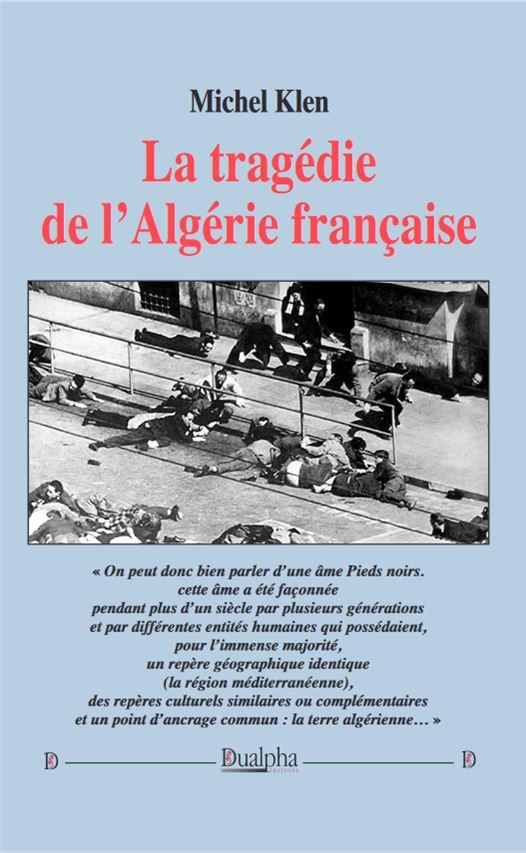 Michel Klen
La tragédie
de l’Algérie française
« On peut donc bien parler d’une âme Pieds noirs.
cette âme a été façonnée
pendant plus d’un siècle par plusieurs générations
et par différentes entités humaines qui possédaient,
pour l’immense majorité,
un repère géographique identique
(la région méditerranéenne),
des repères culturels similaires ou complémentaires
et un point d’ancrage commun : la terre algérienne… »
D Dualpha D
EDITIONS